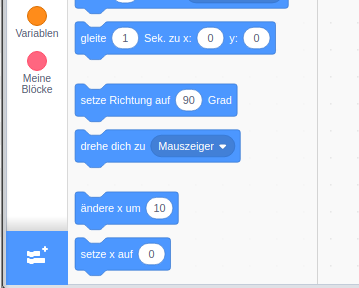 Variablen
Meine
Blöcke
gleite 1 Sek. zu x: 0 y: 0
setze Richtung auf 90 Grad
drehe dich zu Mauszeiger
ändere x um 10
setze x auf 0